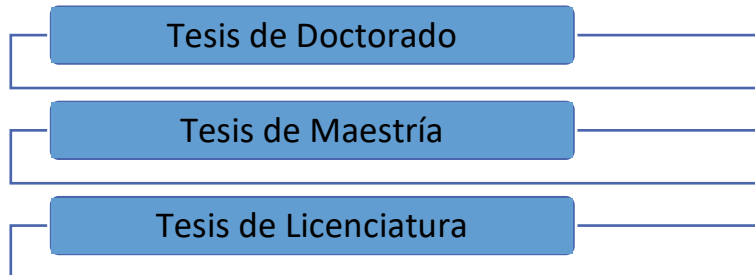 Tesis de Doctorado
Tesis de Maestría
Tesis de Licenciatura